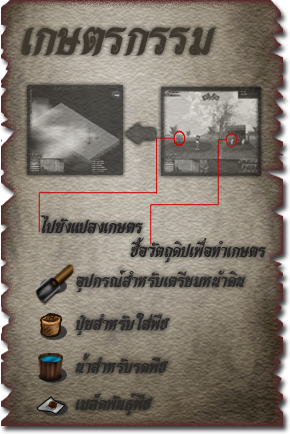 เกษตรกรรม
ไปยังแปลงเกษตร
ซื้อวัตถุดิบเพื่อทำเกษตร
อุปกรณ์สำหรับเตรียมหน้าดิน
ปุ๋ยสำหรับใส่พืช
น้ำสำหรับรดพืช
เมล็ดพันธุ์พืช